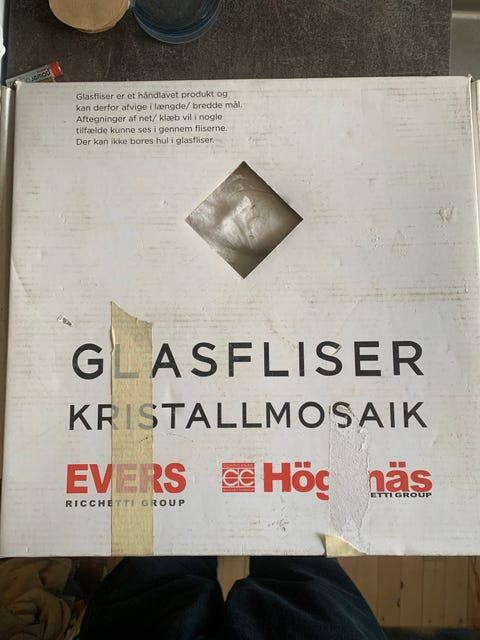 Glasfliser er et håndlavet produkt og
kan derfor afvige i længde/ bredde mål.
Aftegninger af net/ klæb vil i nogle
tilfælde kunne ses i gennem fliserne.
Der kan ikke bores hul i glasfliser.
GLASFLISER
KRISTALLMOSAIK
EVERS
RICCHETTI GROUP